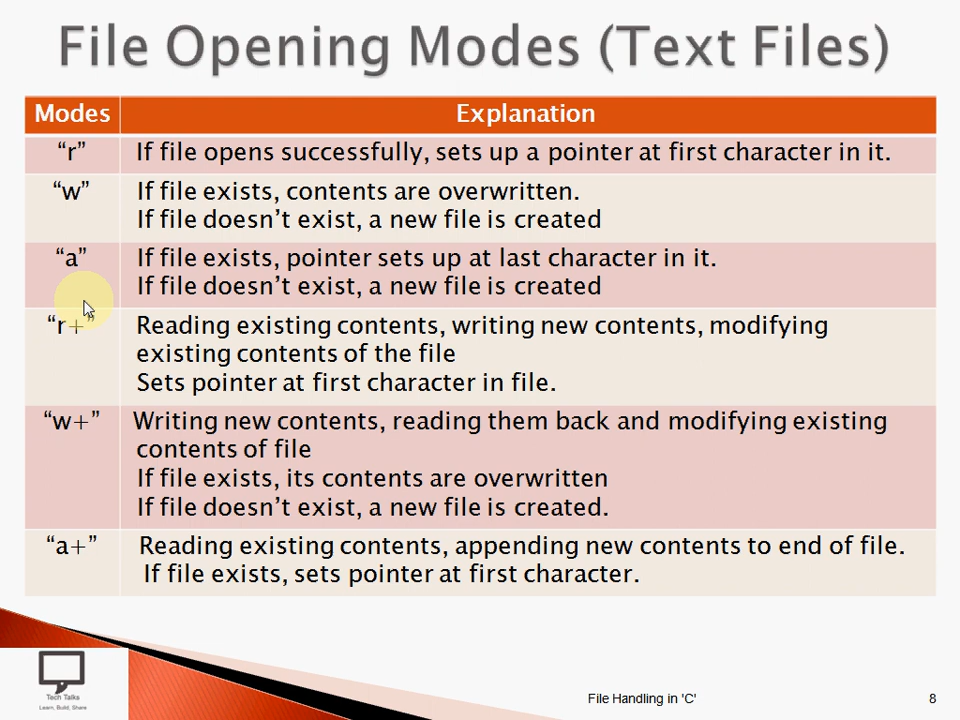 File Opening Modes (Text Files)
Modes Explanation
“r” If file opens successfully, sets up a pointer at first character in it.
“w” If file exists, contents are overwritten.
If file doesn’t exist, a new file is created
“a” If file exists, pointer sets up at last character in it.
If file doesn’t exist, a new file is created
“r+” Reading existing contents, writing new contents, modifying
existing contents of the file
Sets pointer at first character in file.
“w+” Writing new contents, reading them back and modifying existing
contents of file
If file exists, its contents are overwritten
If file doesn’t exist, a new file is created.
“a+” Reading existing contents, appending new contents to end of file.
If file exists, sets pointer at first character.
Tech Talks
Learn, Build, Share
File Handling in 'C'
8